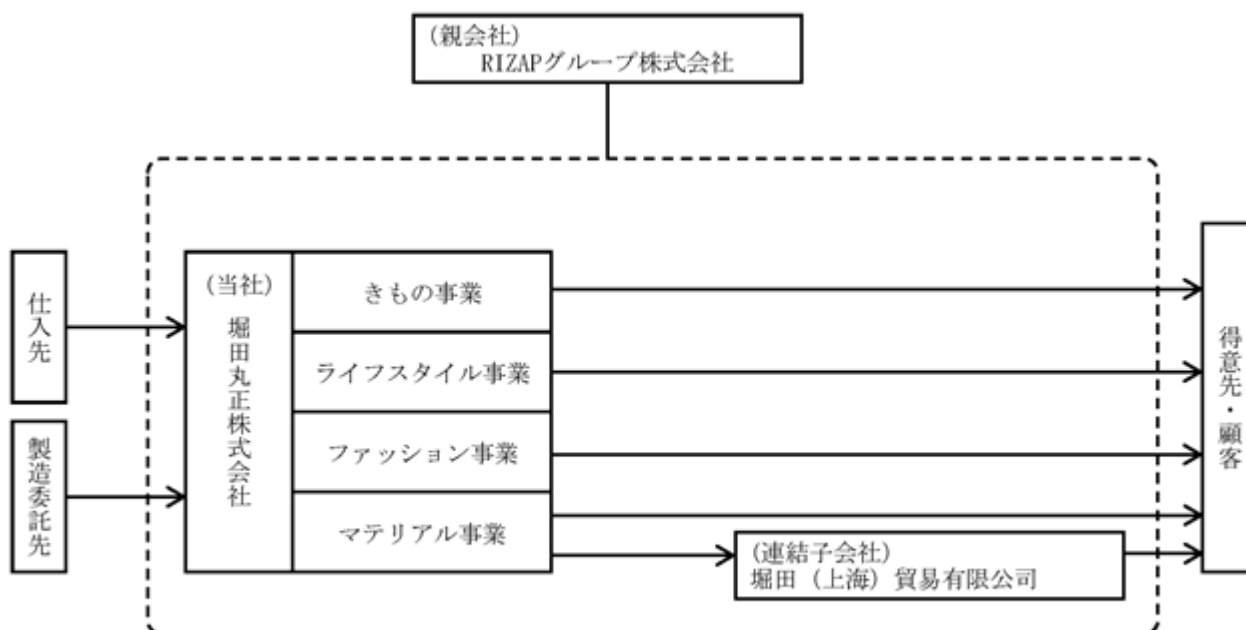 (親会社)
RIZAPグループ株式会社
仕入先
製造委託先
(当社)
堀田丸正株式会社
きもの事業
ライフスタイル事業
ファッション事業
マテリアル事業
(連結子会社)
堀田（上海）貿易有限公司
得意先・顧客